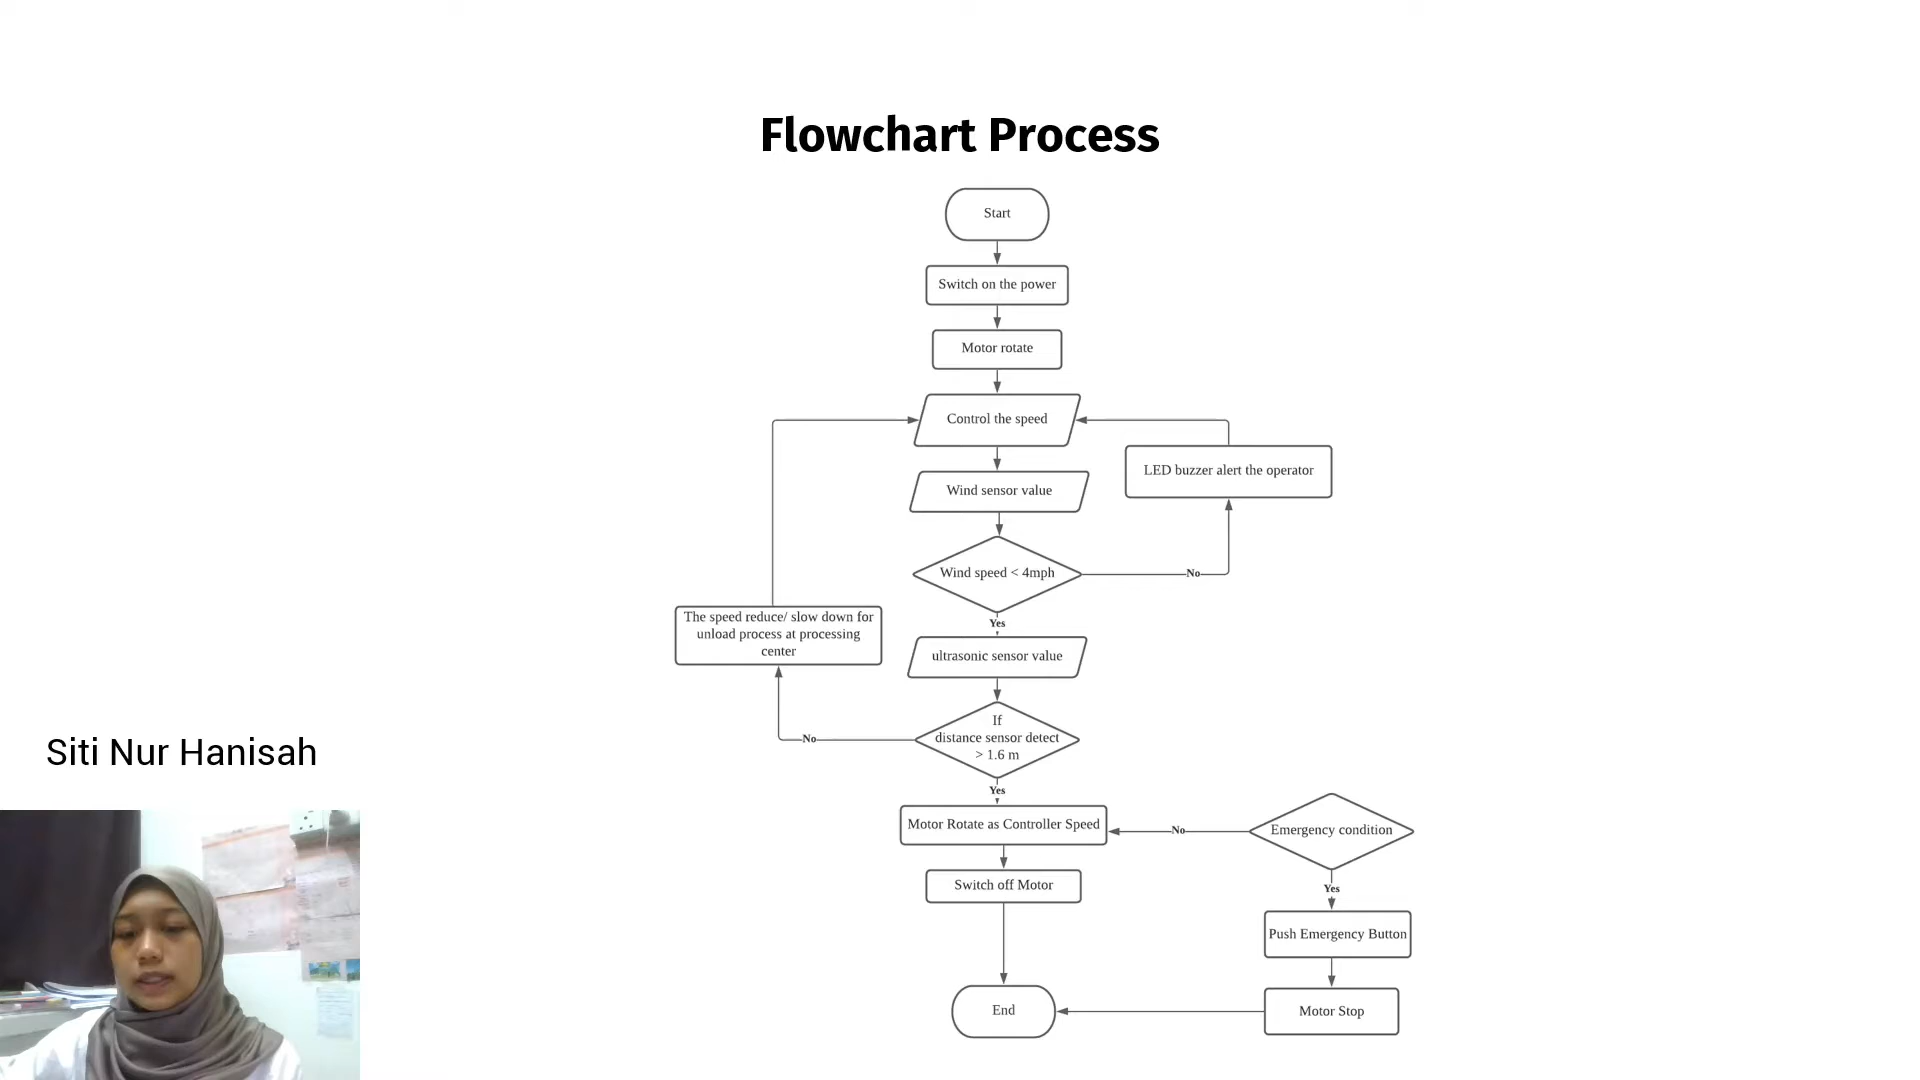 Flowchart Process
Start
Switch on the power
Motor rotate
Control the speed
LED buzzer alert the operator
Wind sensor value
Wind speed < 4mph
No
Yes
The speed reduce/ slow down for
unload process at processing
center
ultrasonic sensor value
If
distance sensor detect
> 1.6 m
No
Yes
Motor Rotate as Controller Speed
No
Emergency condition
Switch off Motor
Yes
Push Emergency Button
End
Motor Stop
Siti Nur Hanisah